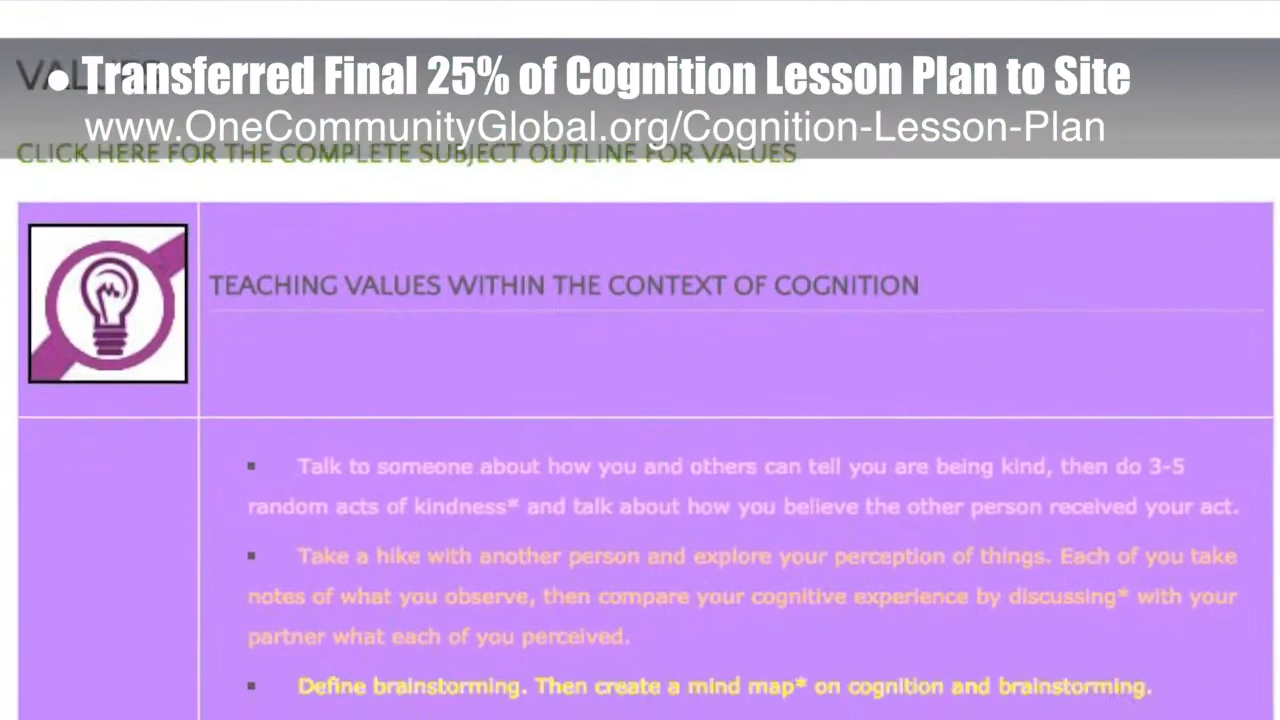 VALUES
• Transferred Final 25% of Cognition Lesson Plan to Site
www.OneCommunityGlobal.org/Cognition-Lesson-Plan
CLICK HERE FOR THE COMPLETE SUBJECT OUTLINE FOR VALUES
TEACHING VALUES WITHIN THE CONTEXT OF COGNITION
▪ Talk to someone about how you and others can tell you are being kind, then do 3-5
random acts of kindness* and talk about how you believe the other person received your act.
▪ Take a hike with another person and explore your perception of things. Each of you take
notes of what you observe, then compare your cognitive experience by discussing* with your
partner what each of you perceived.
▪ Define brainstorming. Then create a mind map* on cognition and brainstorming.